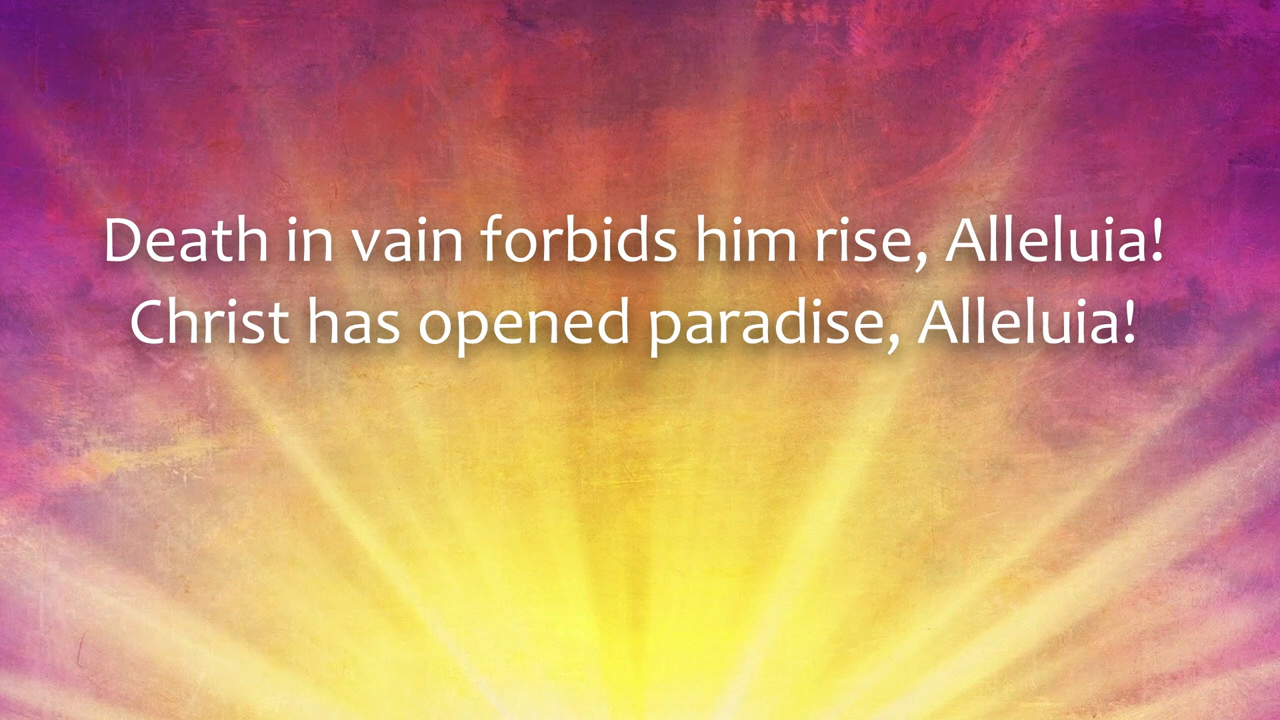 Death in vain forbids him rise, Alleluia!
Christ has opened paradise, Alleluia!